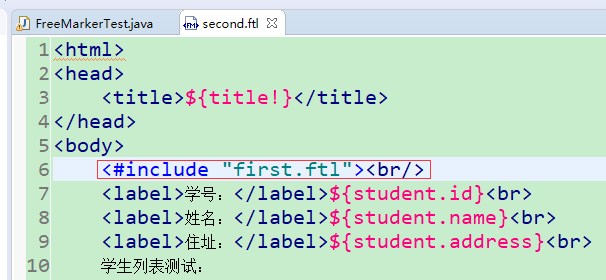 FreeMarkerTest.java second.ftl
1 <html>
2 <head>
3 <title>${title!}</title>
4 </head>
5 <body>
6 <#include "first.ftl"><br/>
7 <label>学号：</label>${student.id}<br>
8 <label>姓名：</label>${student.name}<br>
9 <label>住址：</label>${student.address}<br>
10 学生列表测试：